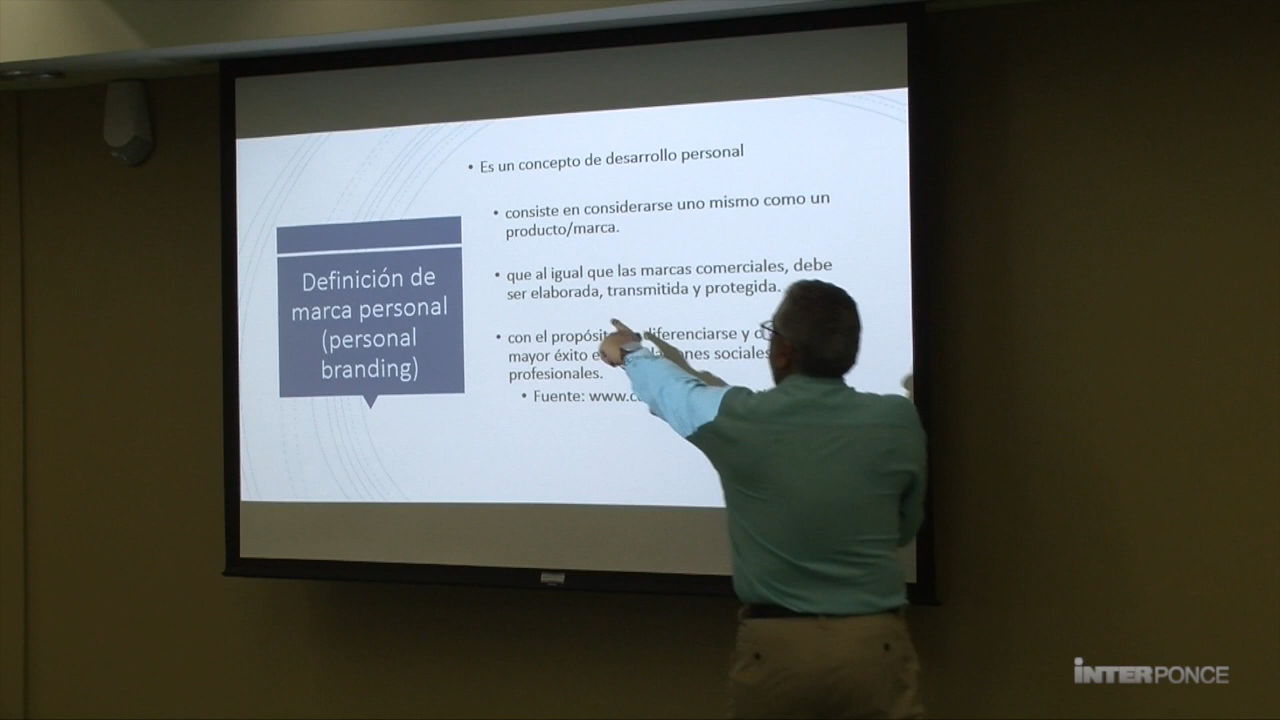 Definición de
marca personal
(personal
branding)
• Es un concepto de desarrollo personal
• consiste en considerarse uno mismo como un
producto/marca.
• que al igual que las marcas comerciales, debe
ser elaborada, transmitida y protegida.
• con el diferenciarse y
mayor éxito sociales
profesionales.
• Fuente:
INTERPONCE